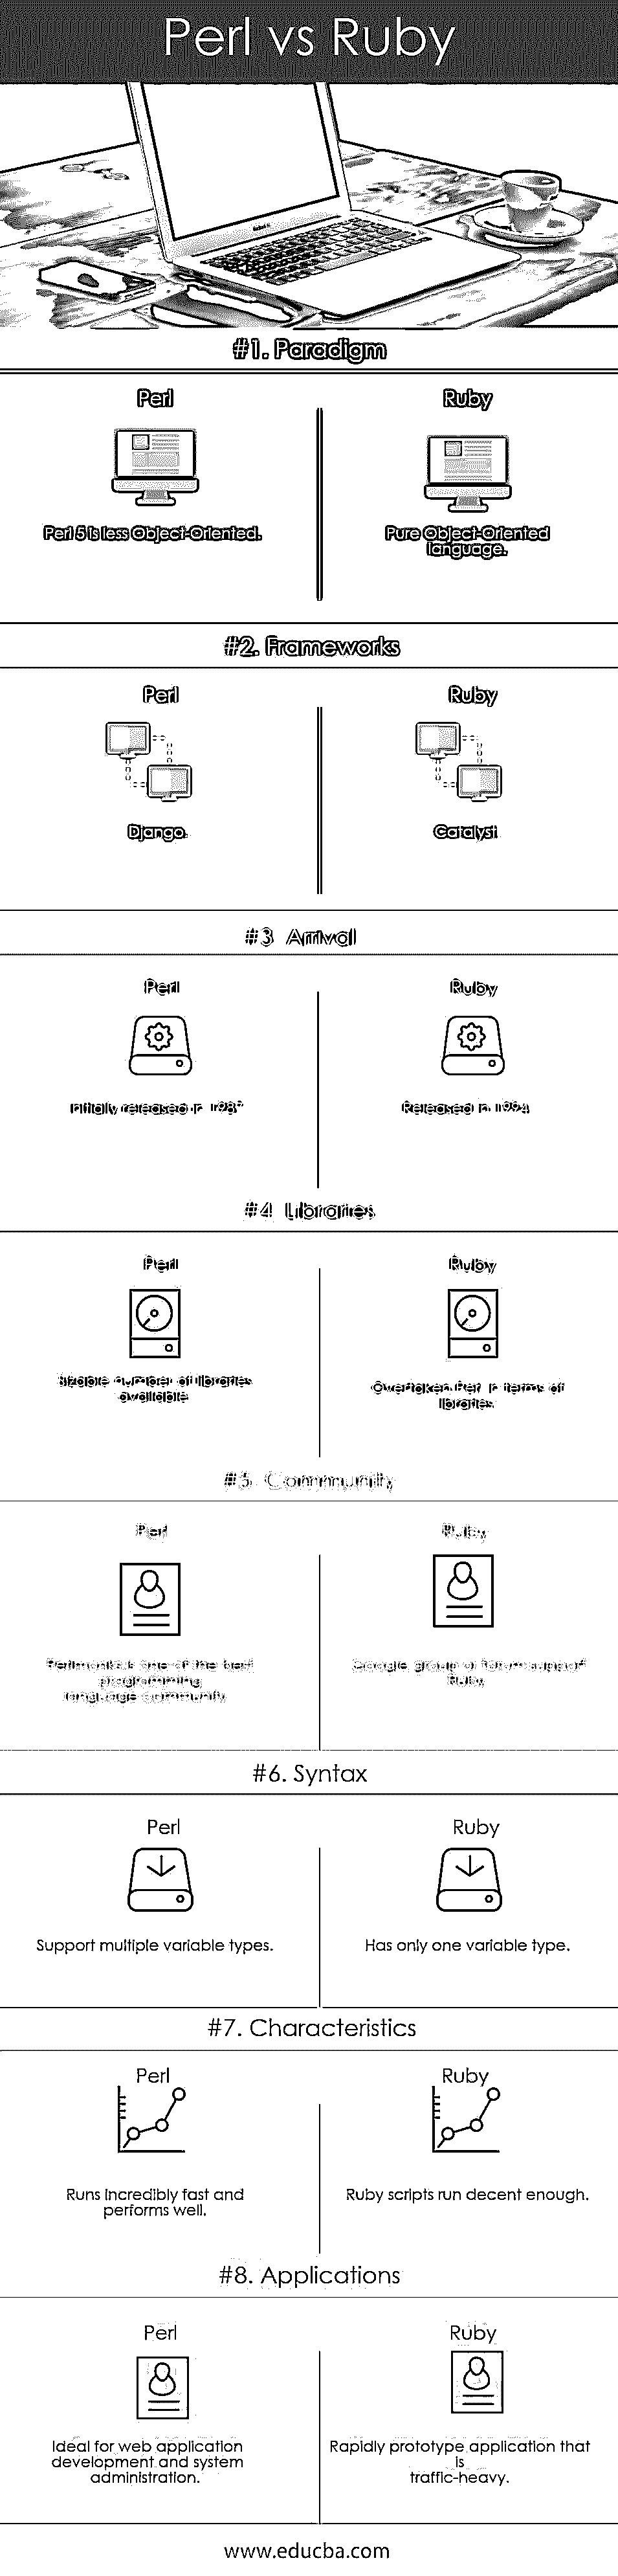 Perl vs Ruby
#1. Paradigm
Perl
Ruby
Perl 5 is less Object-Oriented.
Pure Object-Oriented
language.
#2. Frameworks
Perl
Ruby
Django.
Catalyst
#3 Arrival
Perl
Ruby
Initially released in 1987
Released in 1994
#4 Libraries
Perl
Ruby
Sizable number of libraries
available
Overtaken Perl in terms of
libraries
#5. Community
Perl
Ruby
Perlmonks is one of the best
programming
language community
Google group or forum support
Ruby
#6. Syntax
Perl
Ruby
Support multiple variable types.
Has only one variable type.
#7. Characteristics
Perl
Ruby
Runs incredibly fast and
performs well.
Ruby scripts run decent enough.
#8. Applications
Perl
Ruby
Ideal for web application
development and system
administration.
Rapidly prototype application that
is
traffic-heavy.
www.educba.com